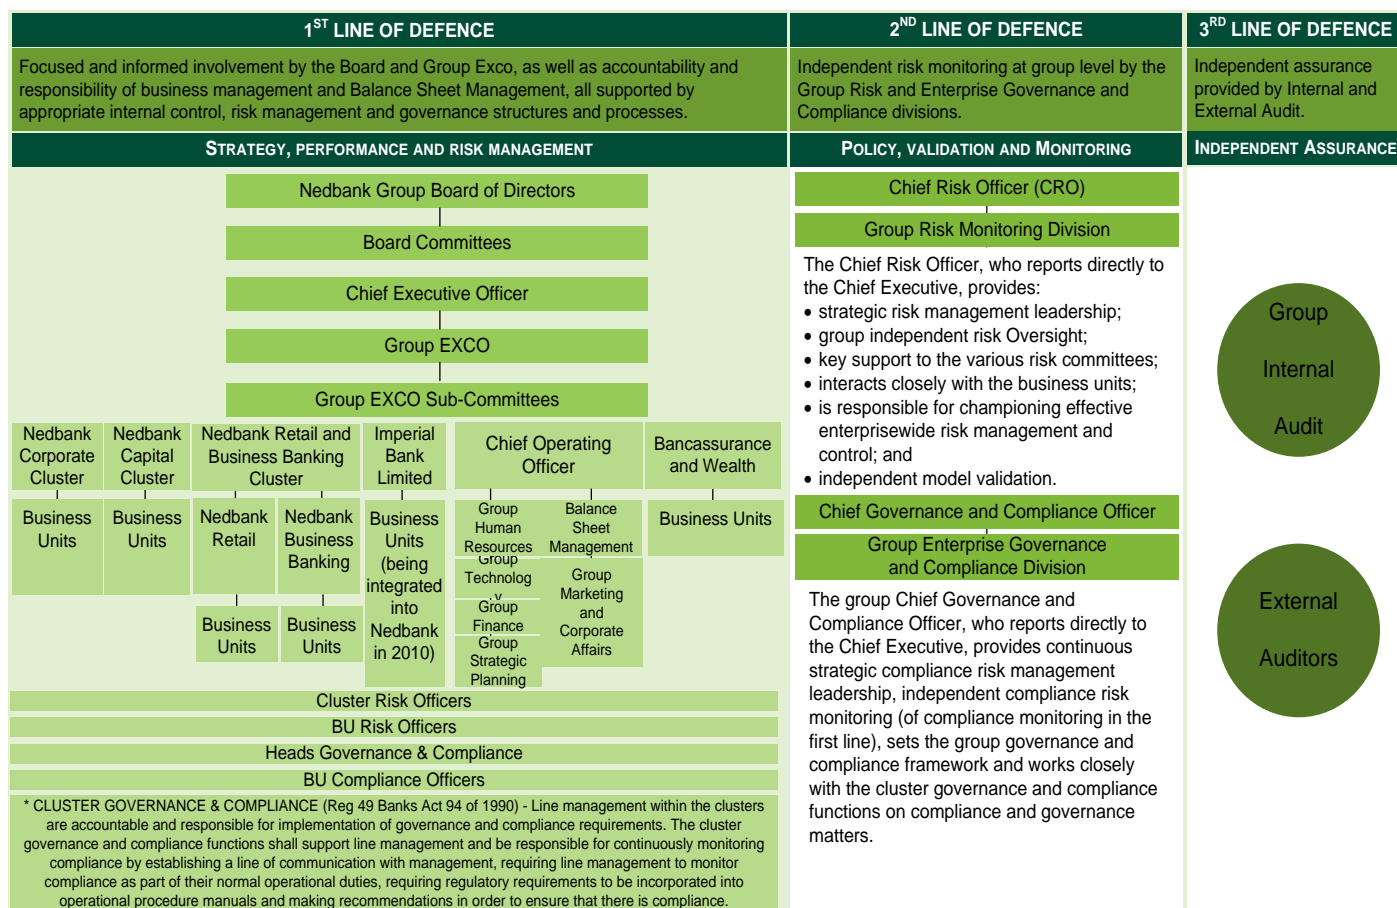 1ST LINE OF DEFENCE
Focused and informed involvement by the Board and Group Exco, as well as accountability and
responsibility of business management and Balance Sheet Management, all supported by
appropriate internal control, risk management and governance structures and processes.
STRATEGY, PERFORMANCE AND RISK MANAGEMENT
Nedbank Group Board of Directors
Board Committees
Chief Executive Officer
Group EXCO
Group EXCO Sub-Committees
Nedbank
Corporate
Cluster
Business
Units
Nedbank
Capital
Cluster
Business
Units
Nedbank Retail and
Business Banking
Cluster
Nedbank
Retail
Business
Units
Nedbank
Business
Banking
Business
Units
Imperial
Bank
Limited
Business
Units
(being
integrated
into
Nedbank
in 2010)
Chief Operating
Officer
Group
Human
Resources
Group
Technolog
y
Group
Finance
Group
Strategic
Planning
Balance
Sheet
Management
Group
Marketing
and
Corporate
Affairs
Bancassurance
and Wealth
Business Units
Cluster Risk Officers
BU Risk Officers
Heads Governance & Compliance
BU Compliance Officers
* CLUSTER GOVERNANCE & COMPLIANCE (Reg 49 Banks Act 94 of 1990) - Line management within the clusters
are accountable and responsible for implementation of governance and compliance requirements. The cluster
governance and compliance functions shall support line management and be responsible for continuously monitoring
compliance by establishing a line of communication with management, requiring line management to monitor
compliance as part of their normal operational duties, requiring regulatory requirements to be incorporated into
operational procedure manuals and making recommendations in order to ensure that there is compliance.
2ND LINE OF DEFENCE
Independent risk monitoring at group level by the
Group Risk and Enterprise Governance and
Compliance divisions.
POLICY, VALIDATION AND MONITORING
Chief Risk Officer (CRO)
Group Risk Monitoring Division
The Chief Risk Officer, who reports directly to
the Chief Executive, provides:
• strategic risk management leadership;
• group independent risk Oversight;
• key support to the various risk committees;
• interacts closely with the business units;
• is responsible for championing effective
enterprisewide risk management and
control; and
• independent model validation.
Chief Governance and Compliance Officer
Group Enterprise Governance
and Compliance Division
The group Chief Governance and
Compliance Officer, who reports directly to
the Chief Executive, provides continuous
strategic compliance risk management
leadership, independent compliance risk
monitoring (of compliance monitoring in the
first line), sets the group governance and
compliance framework and works closely
with the cluster governance and compliance
functions on compliance and governance
matters.
3RD LINE OF DEFENCE
Independent assurance
provided by Internal and
External Audit.
INDEPENDENT ASSURANCE
Group
Internal
Audit
External
Auditors